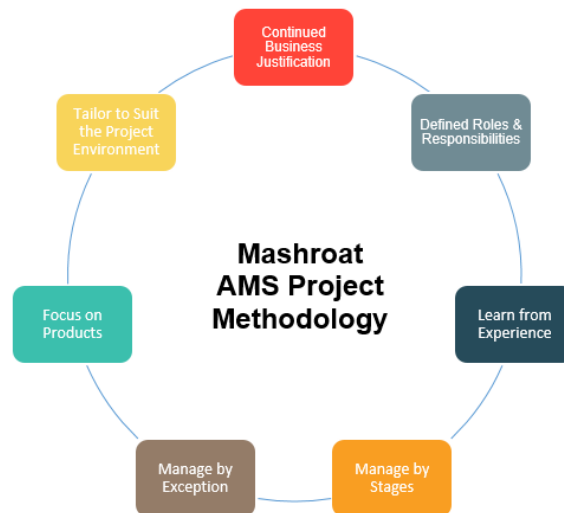 Continued
Business
Justification
Tailor to Suit
the Project
Environment
Defined Roles &
Responsibilities
Mashroat
AMS Project
Methodology
Focus on
Products
Learn from
Experience
Manage by
Exception
Manage by
Stages